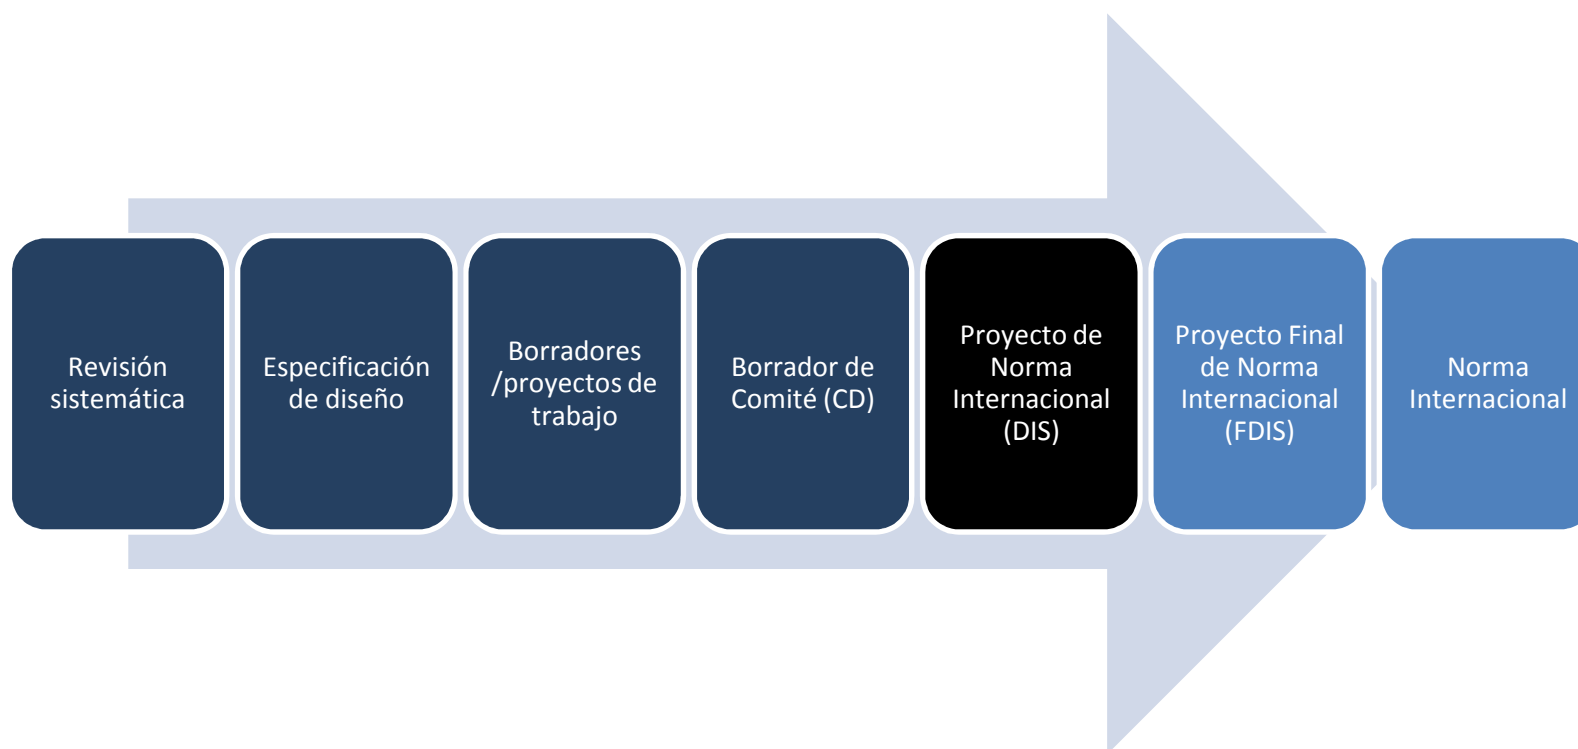 Revisión
sistemática
Especificación
de diseño
Borradores
/proyectos de
trabajo
Borrador de
Comité (CD)
Proyecto de
Norma
Internacional
(DIS)
Proyecto Final
de Norma
Internacional
(FDIS)
Norma
Internacional